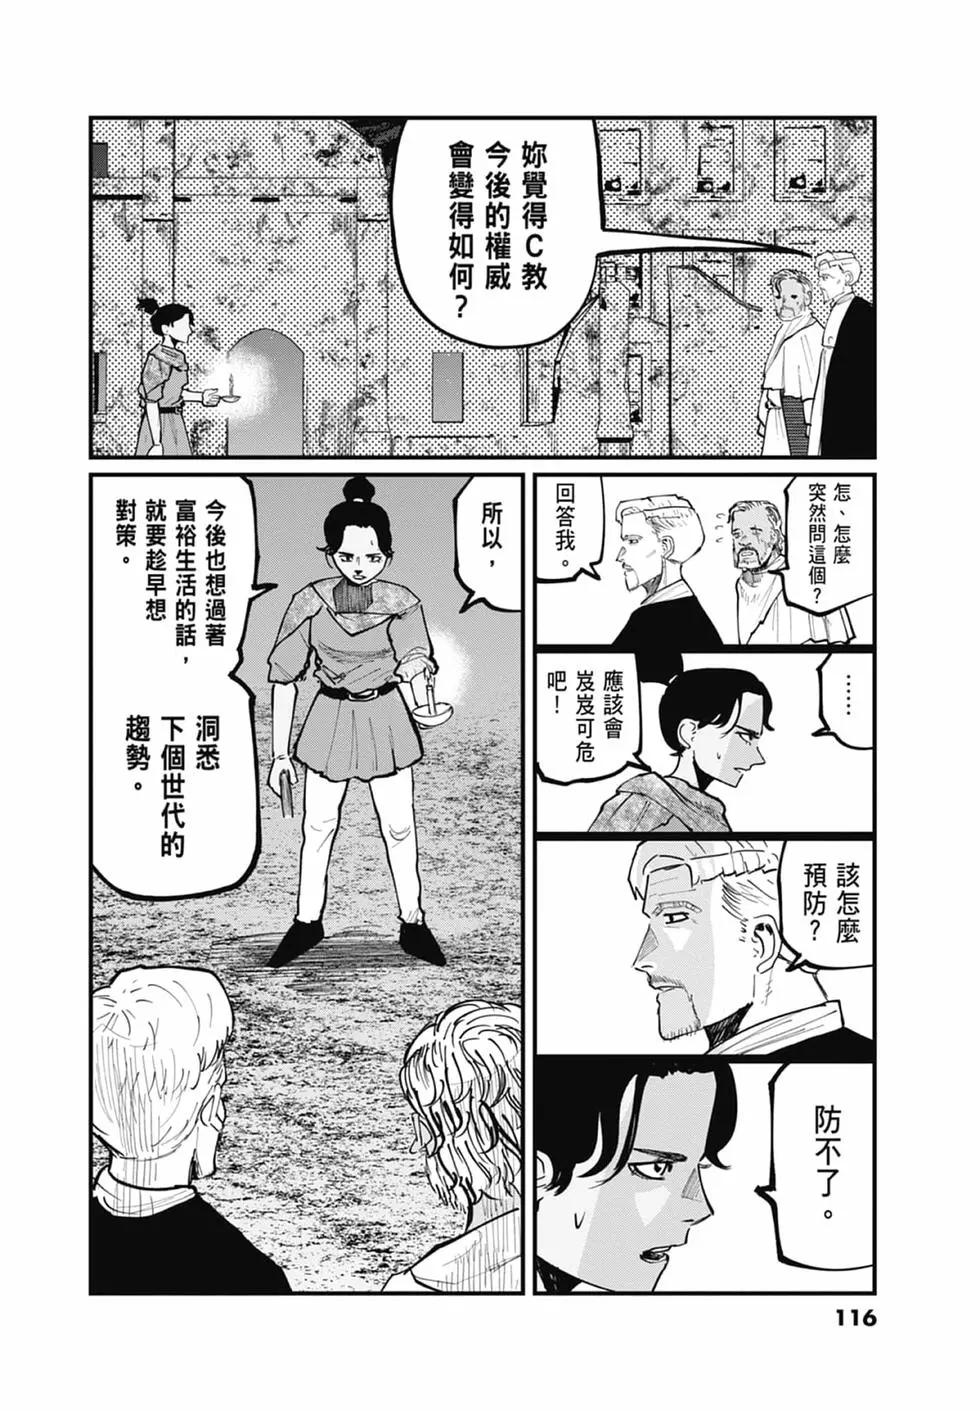 妳覺得C教
今後的權威
會變得如何？
怎、怎麼
突然問這個？
回答我。
……
應該會
岌岌可危
吧！
該怎麼
預防？
防不了。
所以，
今後也想過著
富裕生活的話，
就要趁早想
對策。
洞悉
下個世代的
趨勢。
116